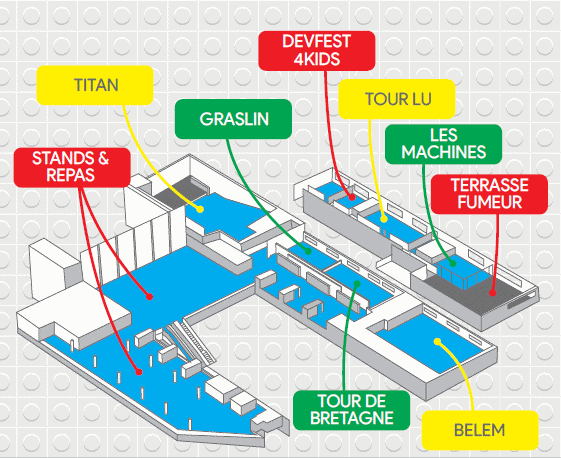 DEVFEST
4KIDS
TITAN
TOUR LU
GRASLIN
LES
MACHINES
STANDS &
REPAS
TERRASSE
FUMEUR
TOUR DE
BRETAGNE
BELEM